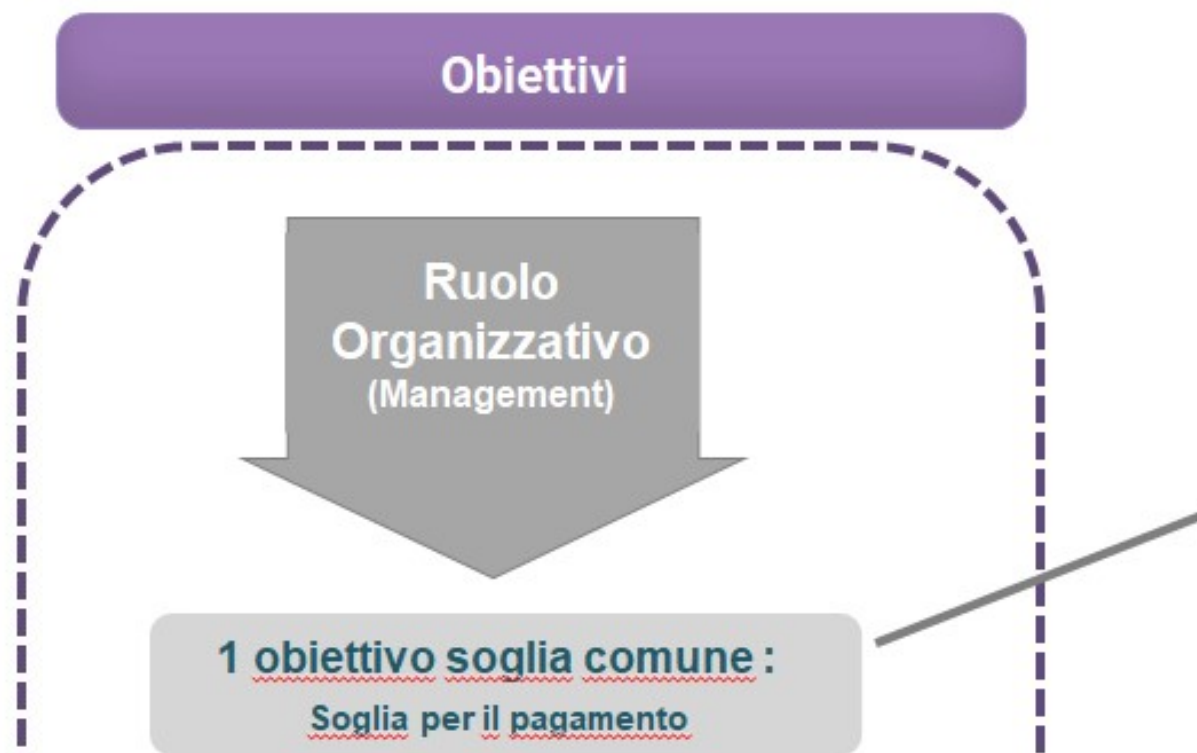 Obiettivi
Ruolo
Organizzativo
(Management)
1 obiettivo soglia comune :
Soglia per il pagamento